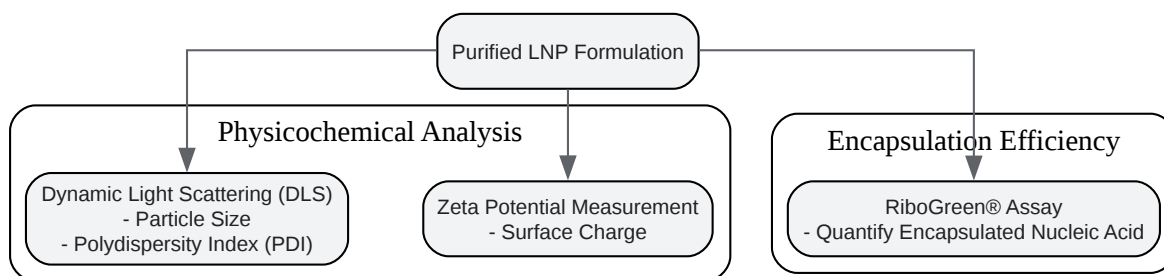 Purified LNP Formulation
Physicochemical Analysis
Encapsulation Efficiency
Dynamic Light Scattering (DLS)
- Particle Size
- Polydispersity Index (PDI)
Zeta Potential Measurement
- Surface Charge
RiboGreen® Assay
- Quantify Encapsulated Nucleic Acid